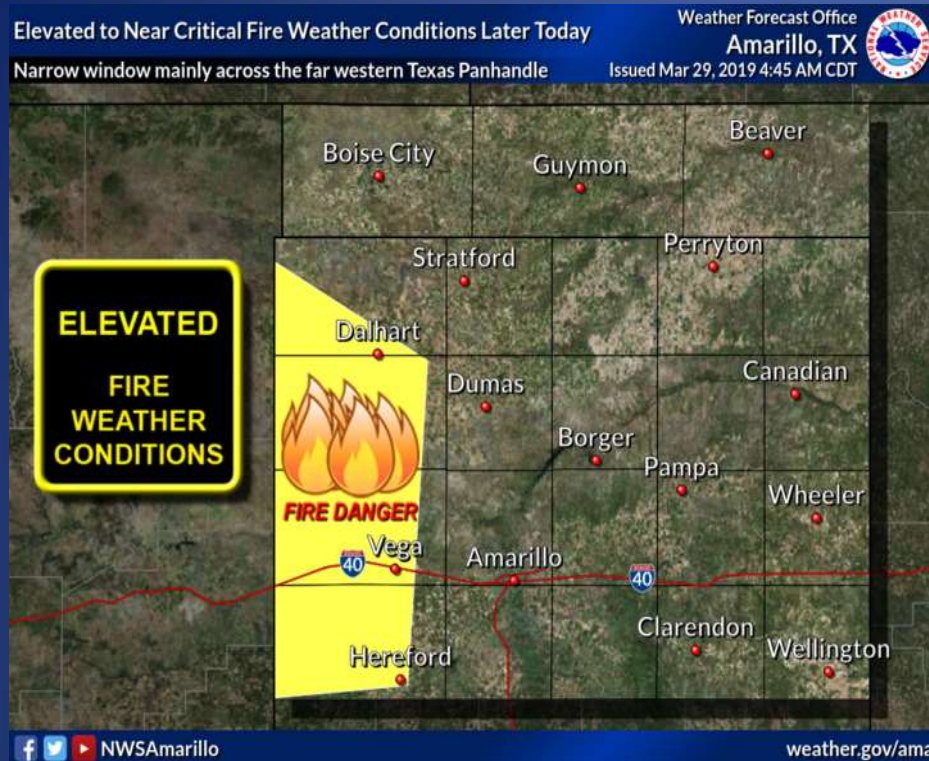 Elevated to Near Critical Fire Weather Conditions Later Today
Narrow window mainly across the far western Texas Panhandle
Weather Forecast Office
Amarillo, TX
Issued Mar 29, 2019 4:45 AM CDT
Boise City
Guymon
Beaver
Stratford
Perryton
ELEVATED
FIRE
WEATHER
CONDITIONS
Dalhart
Dumas
Canadian
Borger
Pampa
Wheeler
FIRE DANGER
40
Vega
Amarillo
40
Clarendon
Wellington
Hereford
NWSAmarillo
weather.gov/ama